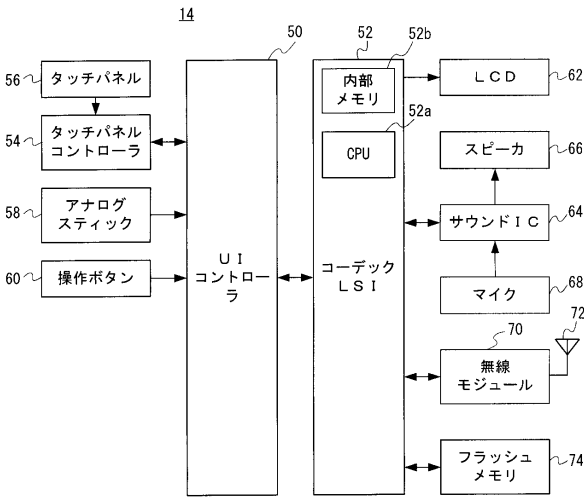 14
50
52
52b
56
タッチパネル
内部
メモリ
LCD
62
52a
54
タッチパネル
コントローラ
CPU
スピーカ
66
58
アナログ
スティック
サウンドIC
64
60
操作ボタン
UI
コントロー
ラ
コーデック
LSI
マイク
68
72
70
無線
モジュール
フラッシュ
メモリ
74